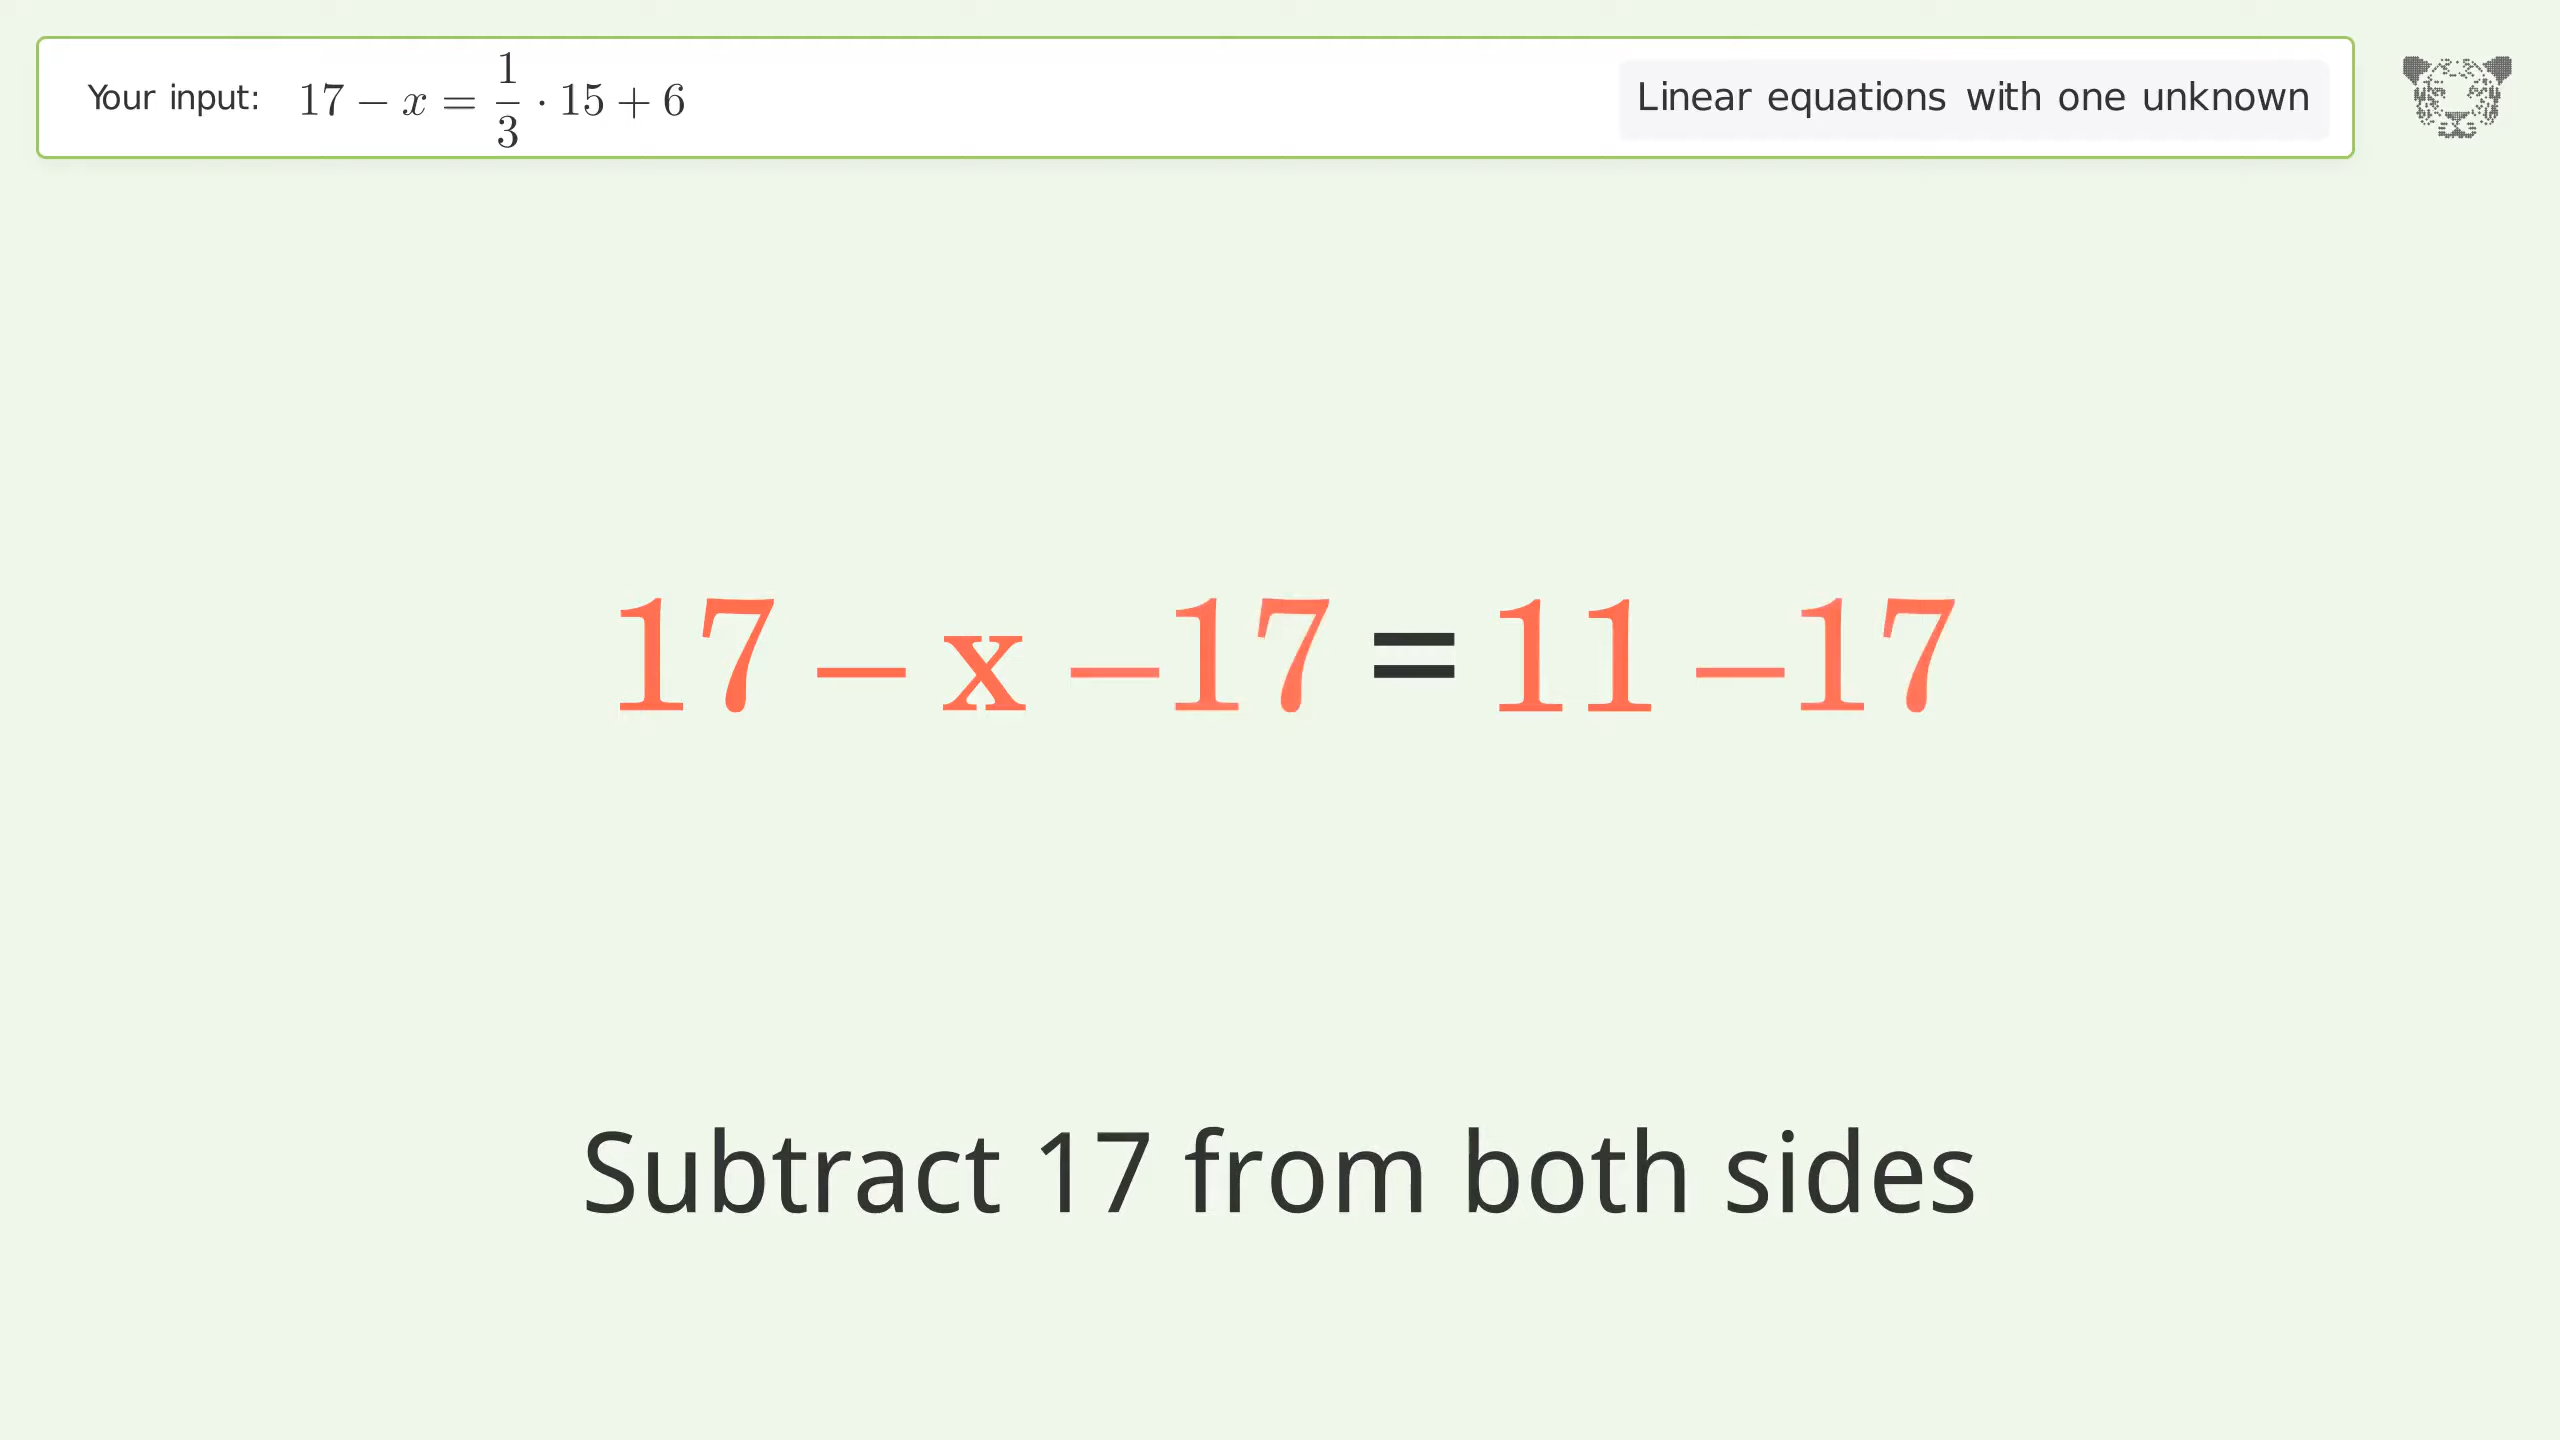 Your input: 17 − x = 1/3 · 15 + 6
Linear equations with one unknown
17 − x −17 = 11 −17
Subtract 17 from both sides